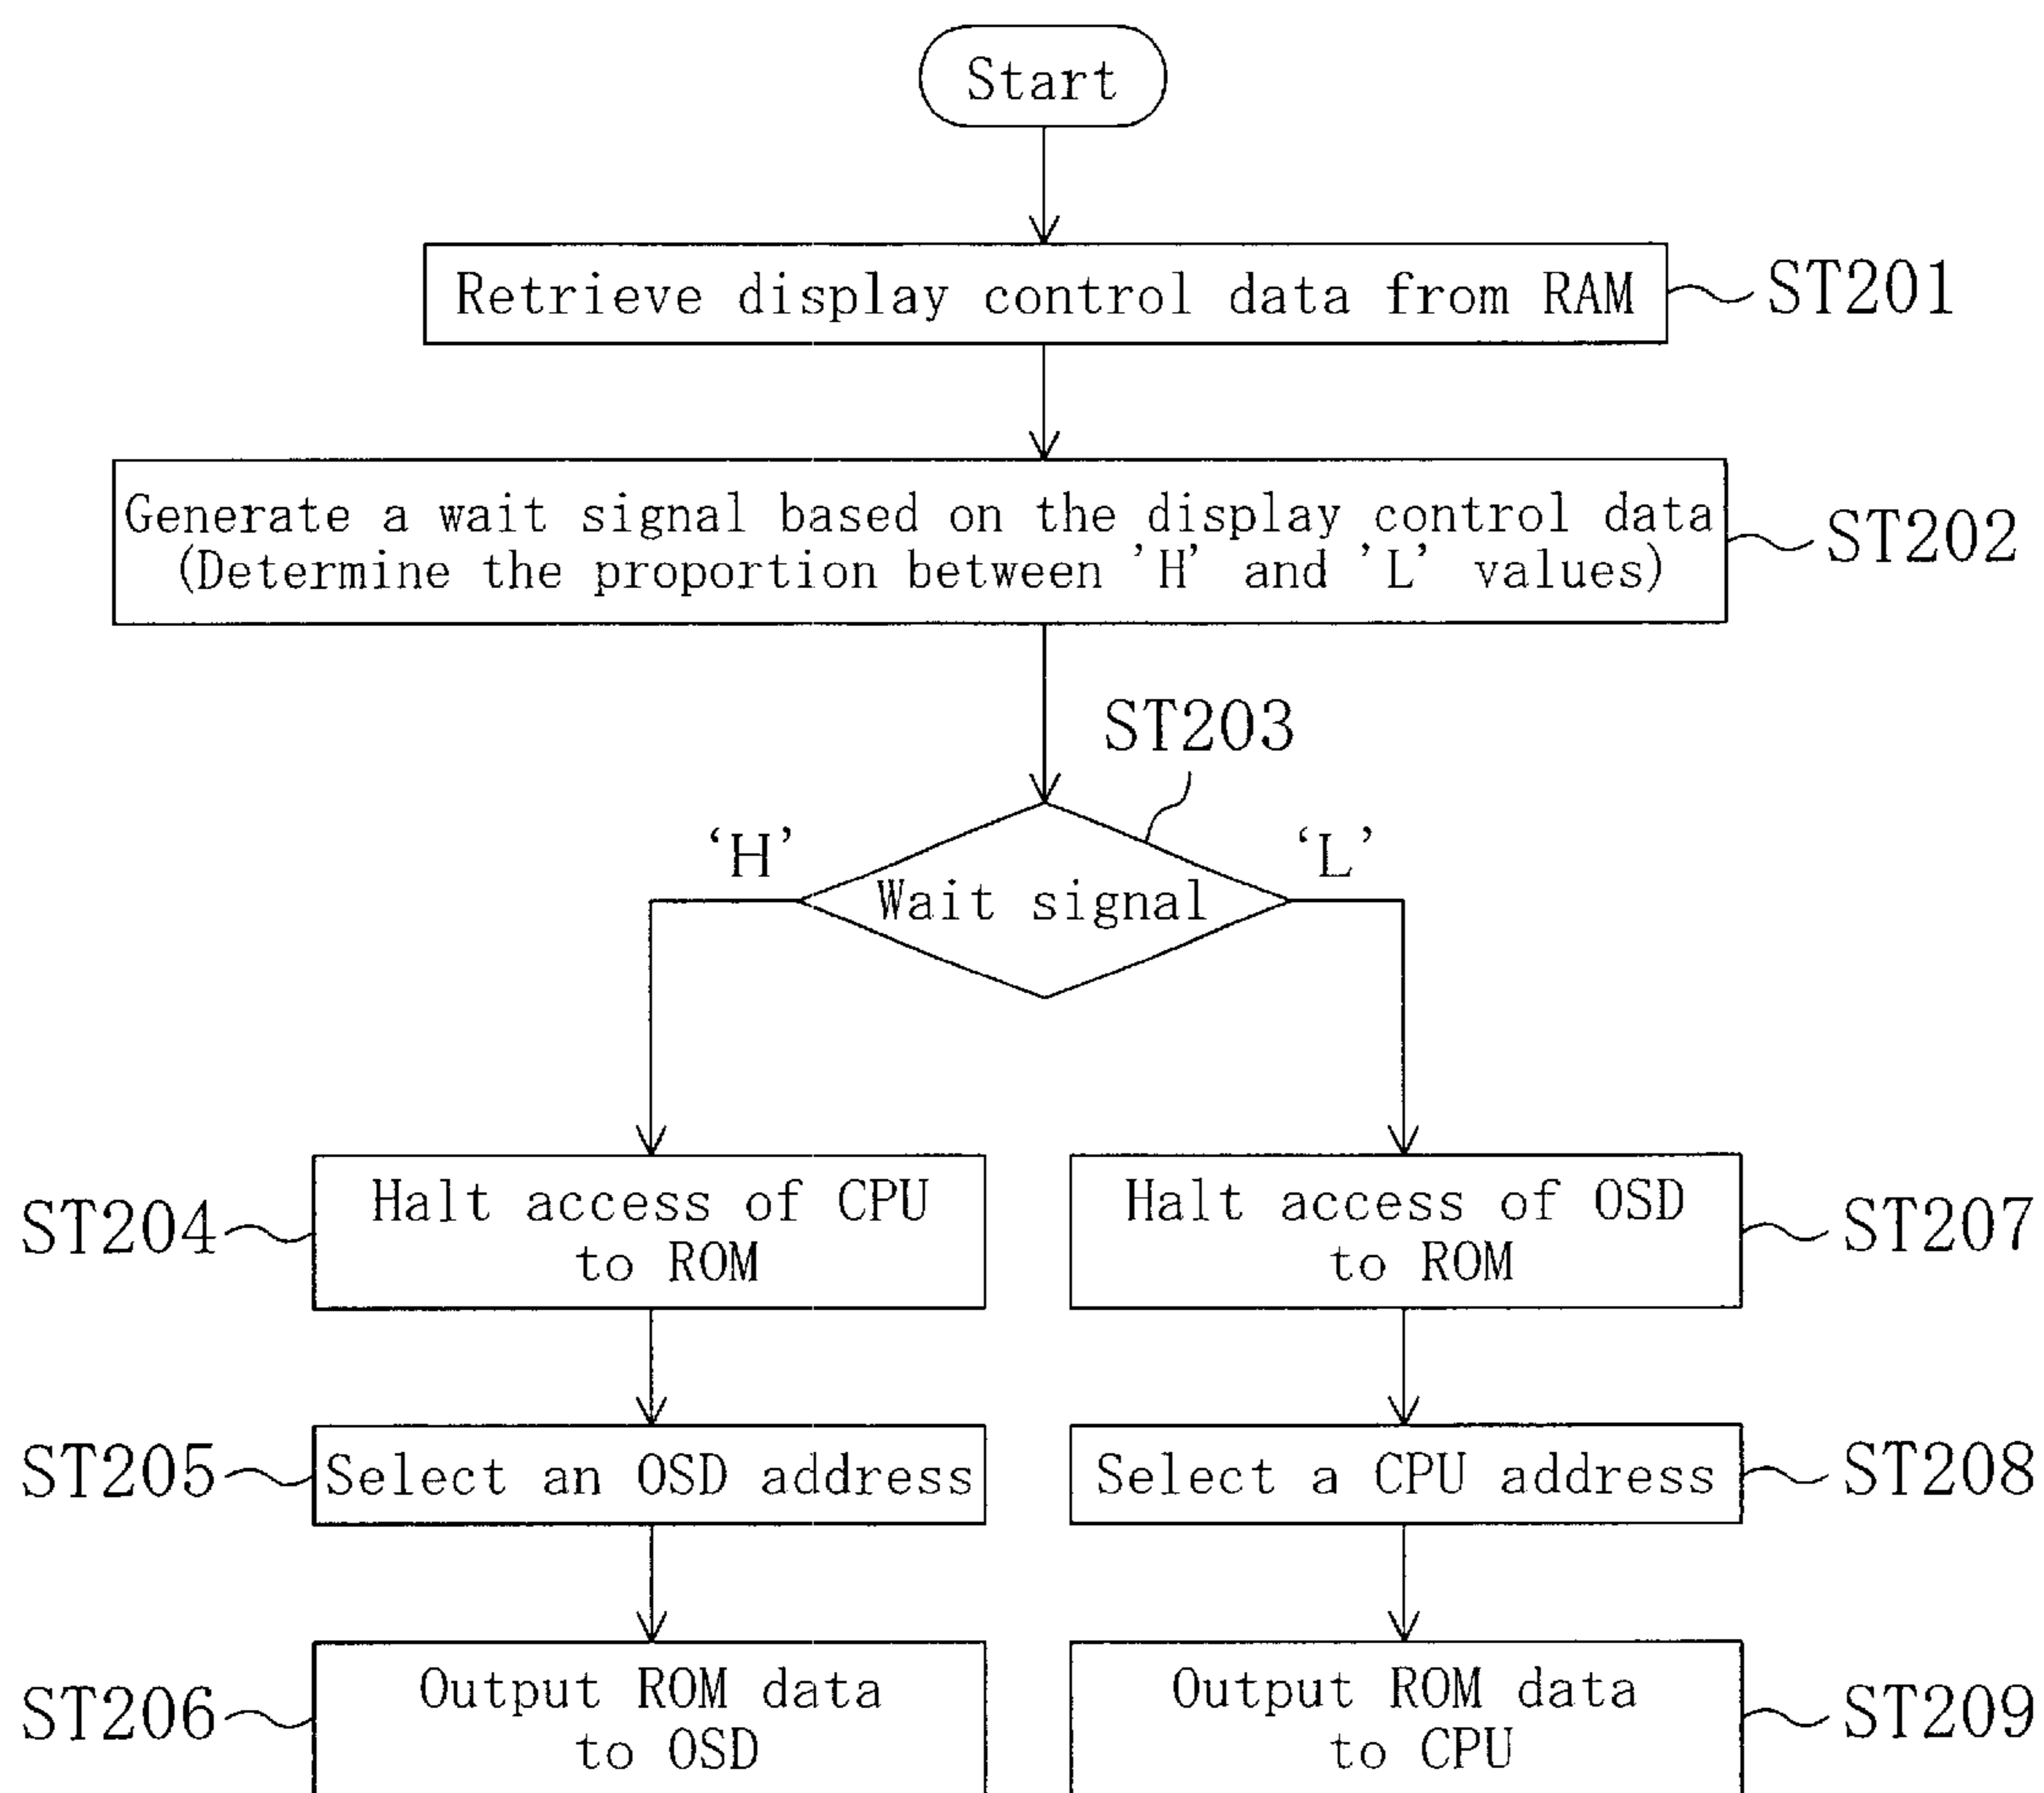 Start
Retrieve display control data from RAM
ST201
Generate a wait signal based on the display control data
(Determine the proportion between 'H' and 'L' values)
ST202
ST203
‘H’
‘L’
Wait signal
ST204
Halt access of CPU
to ROM
Halt access of OSD
to ROM
ST207
ST205
Select an OSD address
Select a CPU address
ST208
ST206
Output ROM data
to OSD
Output ROM data
to CPU
ST209